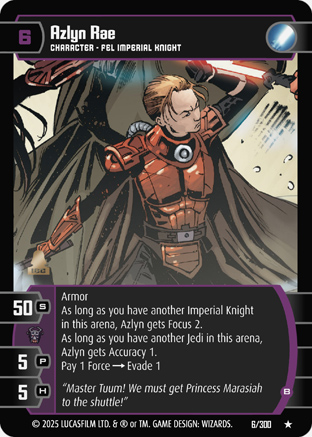 6 Azlyn Rae
CHARACTER • FEL IMPERIAL KNIGHT
50 S
Armor
As long as you have another Imperial Knight
in this arena, Azlyn gets Focus 2.
As long as you have another Jedi in this arena,
Azlyn gets Accuracy 1.
5 P
Pay 1 Force → Evade 1
5 H
“Master Tuum! We must get Princess Marasiah
to the shuttle!”
B
© 2025 LUCASFILM LTD. & ® or TM. GAME DESIGN: WIZARDS. 6/300 ★